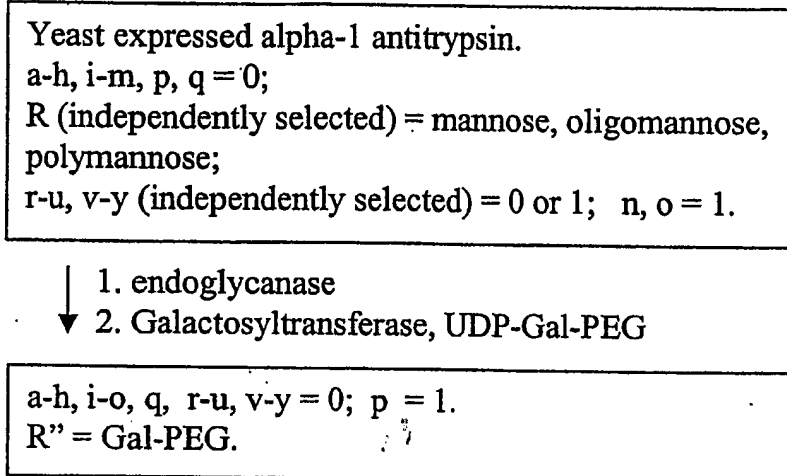 Yeast expressed alpha-1 antitrypsin.
a-h, i-m, p, q = 0;
R (independently selected) = mannose, oligomannose,
polymannose;
r-u, v-y (independently selected) = 0 or 1; n, o = 1.
1. endoglycanase
2. Galactosyltransferase, UDP-Gal-PEG
a-h, i-o, q, r-u, v-y = 0; p = 1.
R” = Gal-PEG.